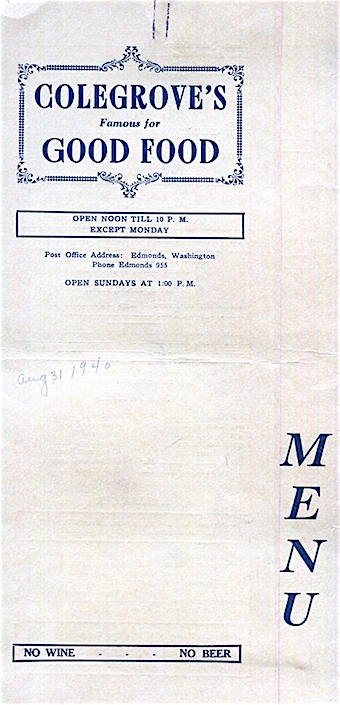 COLEGROVE'S
Famous for
GOOD FOOD
OPEN NOON TILL 10 P. M.
EXCEPT MONDAY
Post Office Address: Edmonds, Washington
Phone Edmonds 955
OPEN SUNDAYS AT 1:00 P. M.
Aug 31 1940
MENU
NO WINE - - - NO BEER